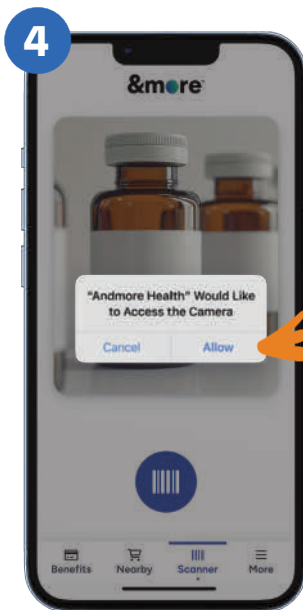 4
&more
"Andmore Health" Would Like
to Access the Camera
Cancel Allow
Benefits Nearby Scanner More